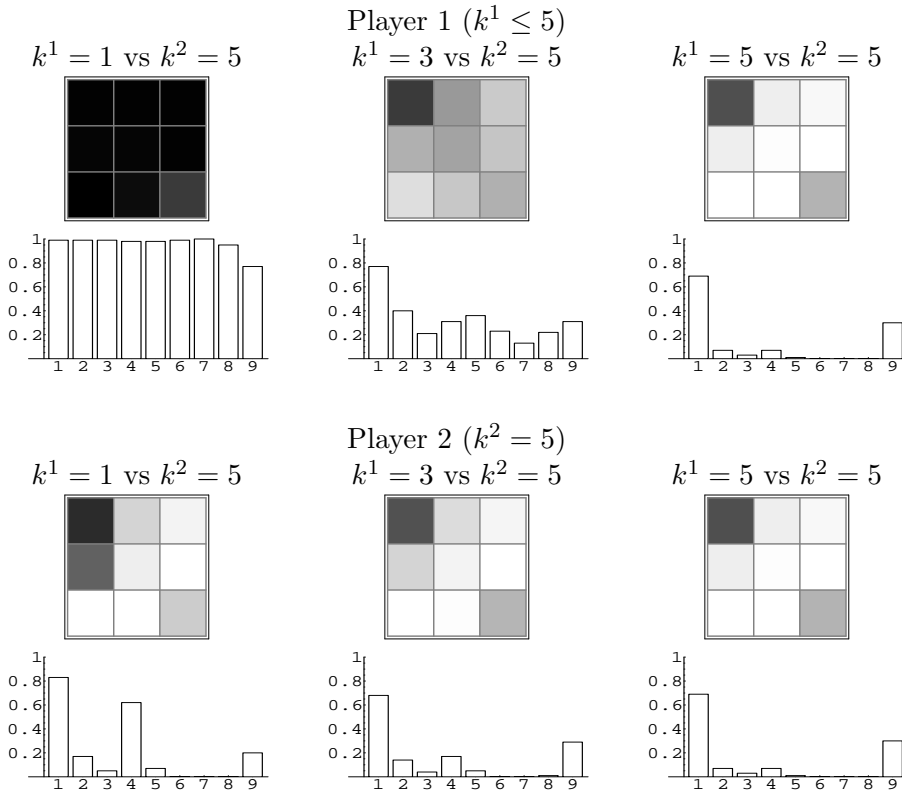 Player 1 (k¹ ≤ 5)
k¹ = 1 vs k² = 5 k¹ = 3 vs k² = 5 k¹ = 5 vs k² = 5
1 1 1
0.8 0.8 0.8
0.6 0.6 0.6
0.4 0.4 0.4
0.2 0.2 0.2
1 2 3 4 5 6 7 8 9 1 2 3 4 5 6 7 8 9 1 2 3 4 5 6 7 8 9
Player 2 (k² = 5)
k¹ = 1 vs k² = 5 k¹ = 3 vs k² = 5 k¹ = 5 vs k² = 5
1 1 1
0.8 0.8 0.8
0.6 0.6 0.6
0.4 0.4 0.4
0.2 0.2 0.2
1 2 3 4 5 6 7 8 9 1 2 3 4 5 6 7 8 9 1 2 3 4 5 6 7 8 9